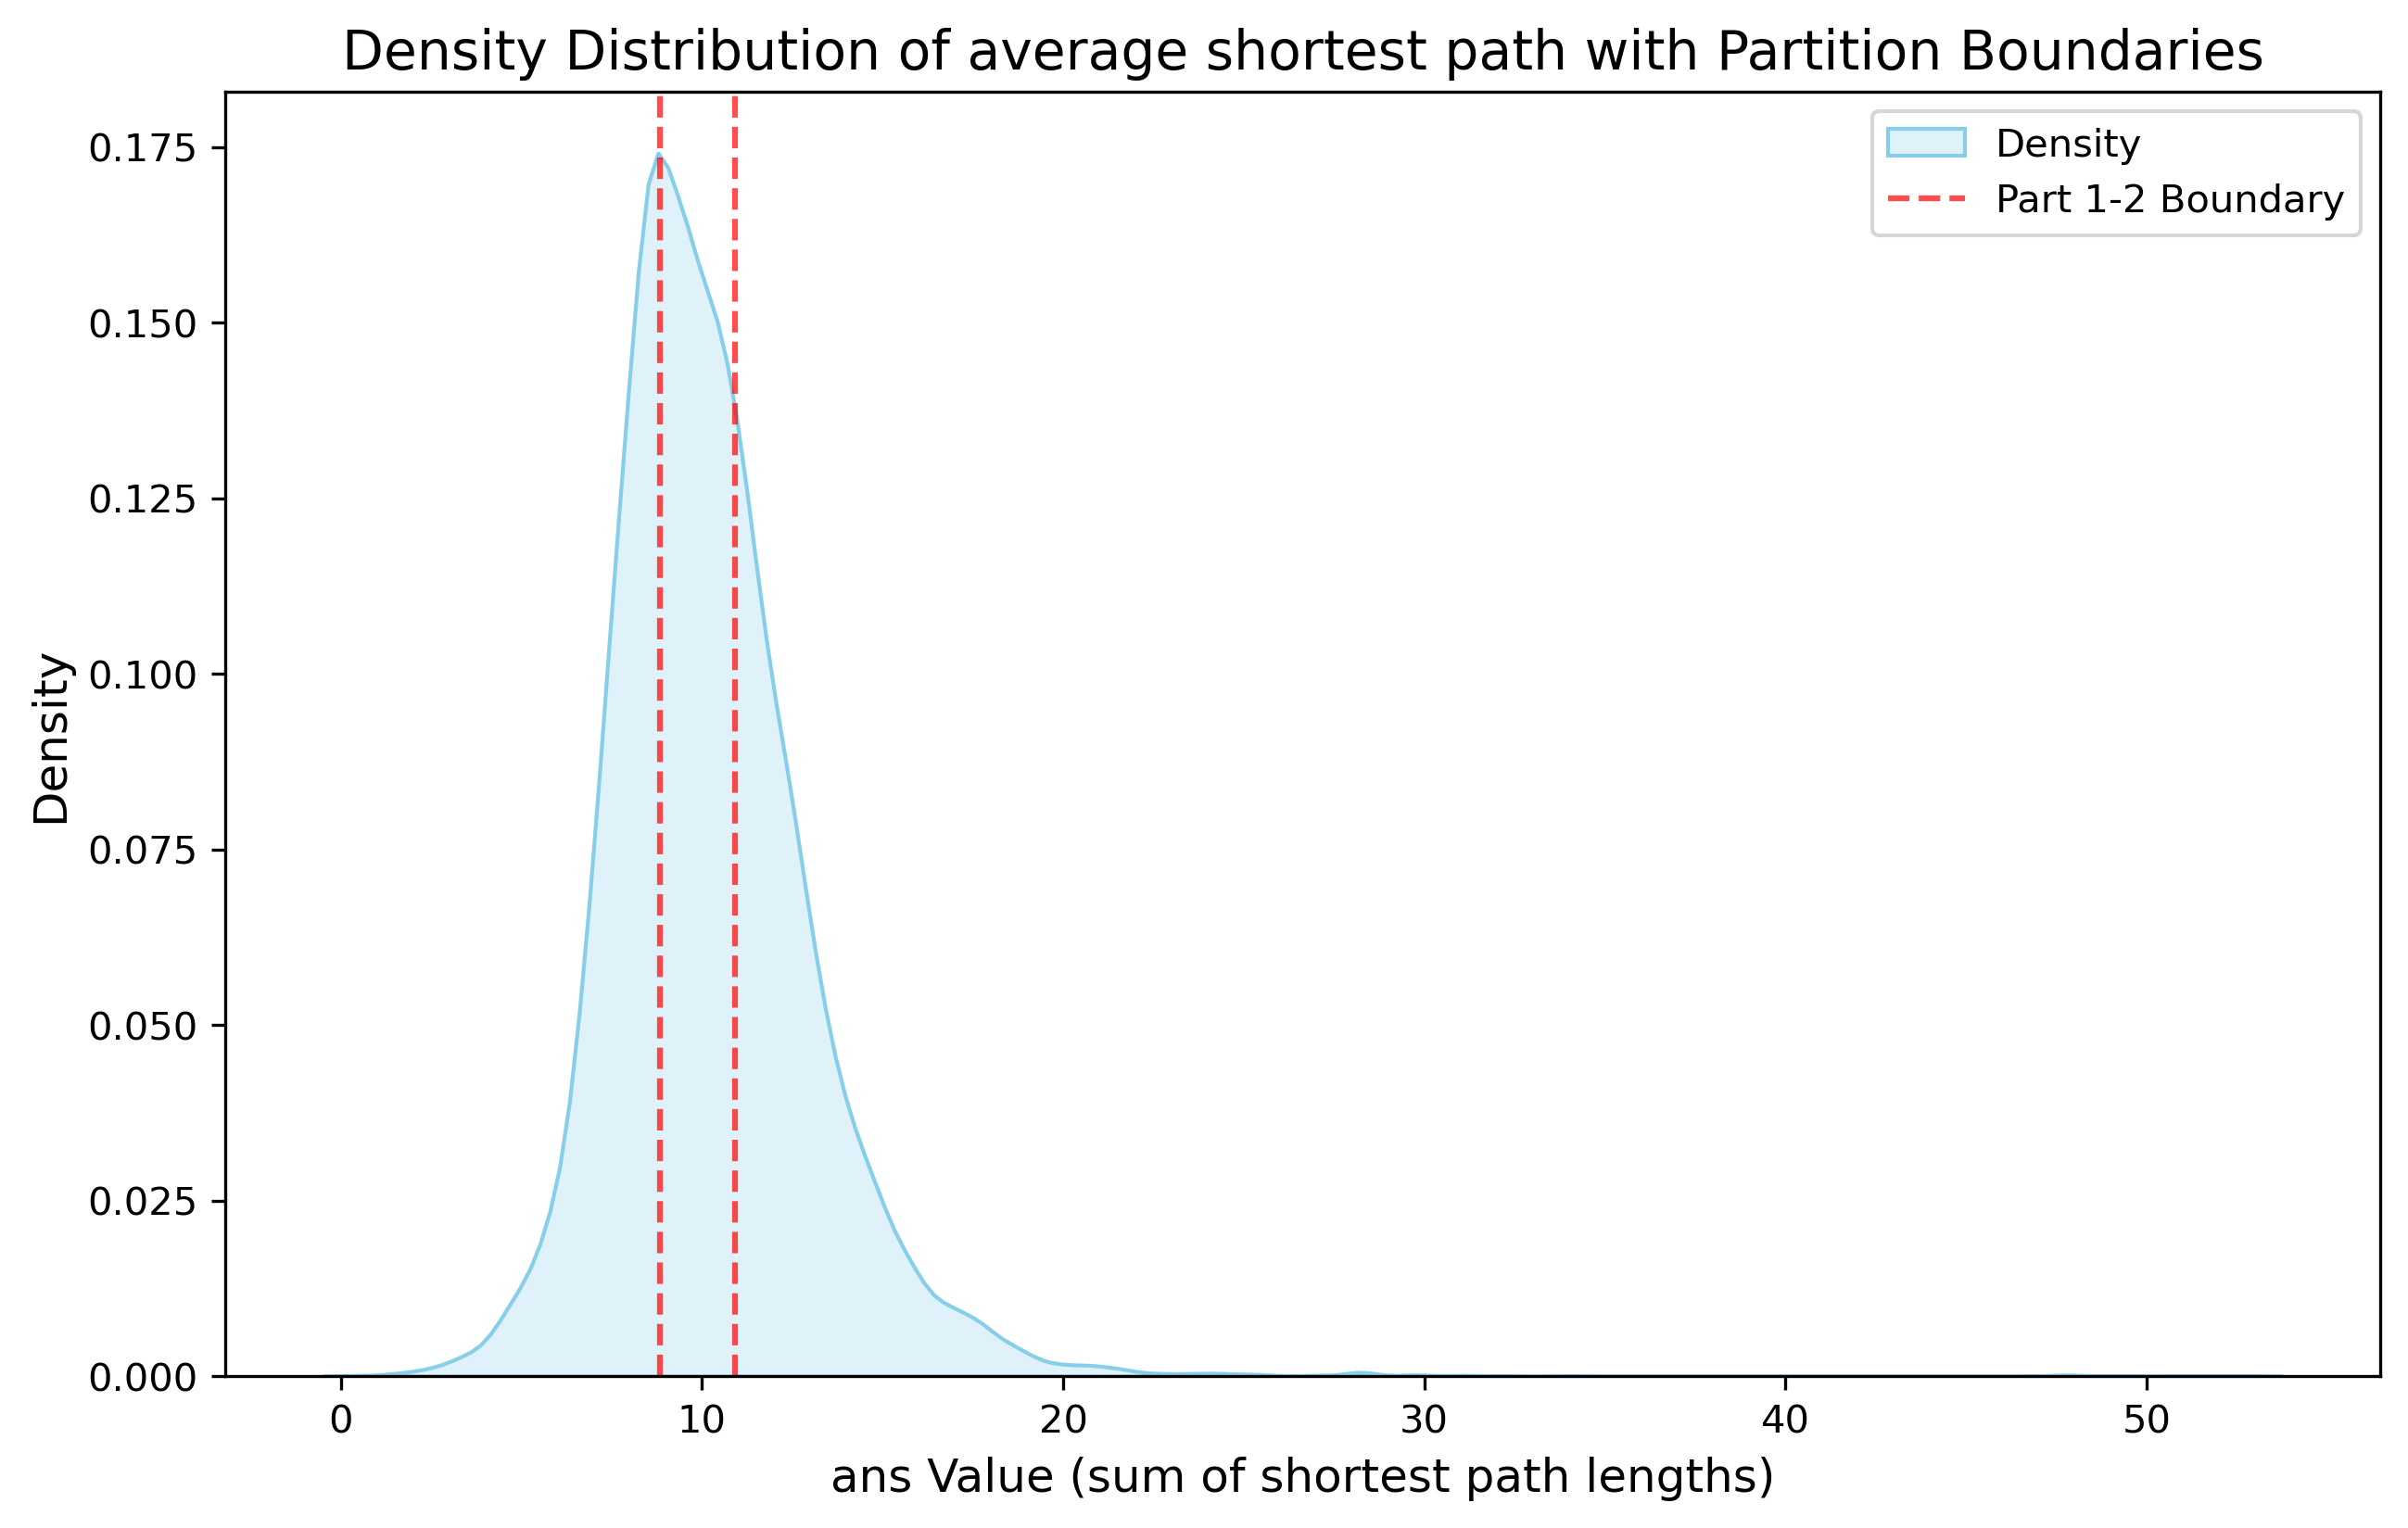 Density Distribution of average shortest path with Partition Boundaries
Density
Part 1-2 Boundary
Density
0.175
0.150
0.125
0.100
0.075
0.050
0.025
0.000
0 10 20 30 40 50
ans Value (sum of shortest path lengths)